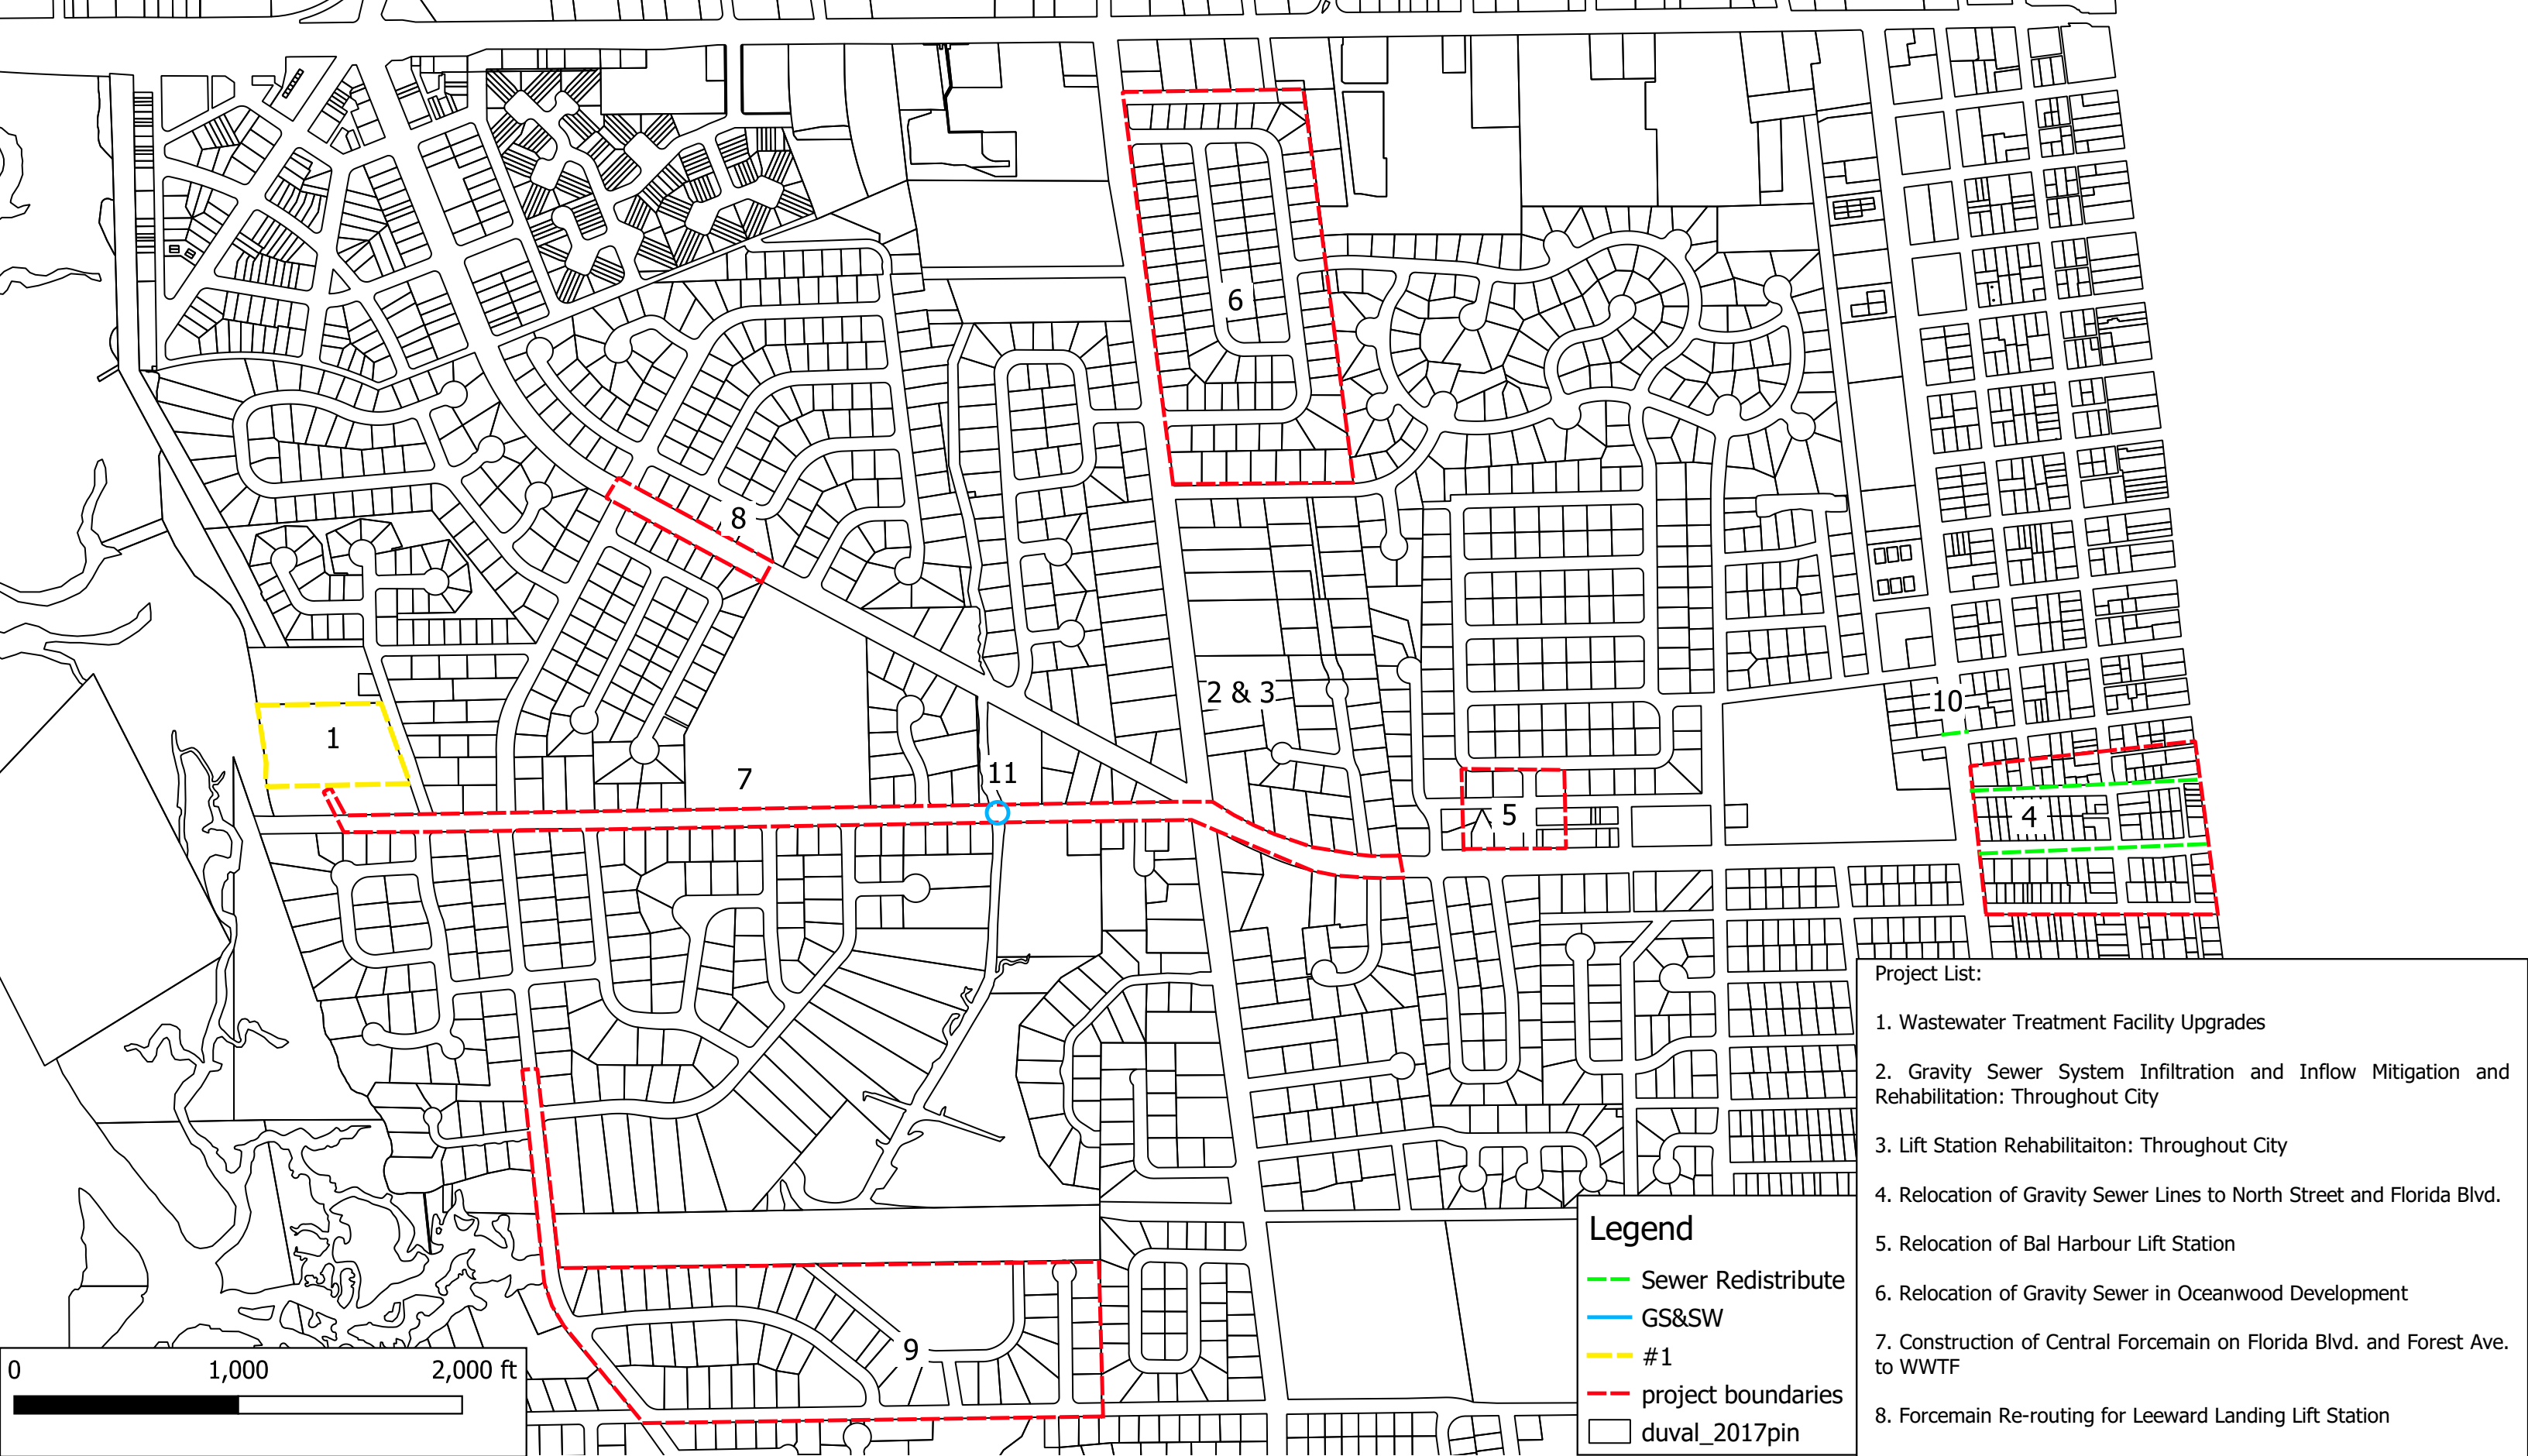 6
8
2 & 3
10
1
7
11
5
4
9
Project List:
1. Wastewater Treatment Facility Upgrades
2. Gravity Sewer System Infiltration and Inflow Mitigation and
Rehabilitation: Throughout City
3. Lift Station Rehabilitaiton: Throughout City
4. Relocation of Gravity Sewer Lines to North Street and Florida Blvd.
5. Relocation of Bal Harbour Lift Station
6. Relocation of Gravity Sewer in Oceanwood Development
7. Construction of Central Forcemain on Florida Blvd. and Forest Ave.
to WWTF
8. Forcemain Re-routing for Leeward Landing Lift Station
Legend
Sewer Redistribute
GS&SW
#1
project boundaries
duval_2017pin
0 1,000 2,000 ft